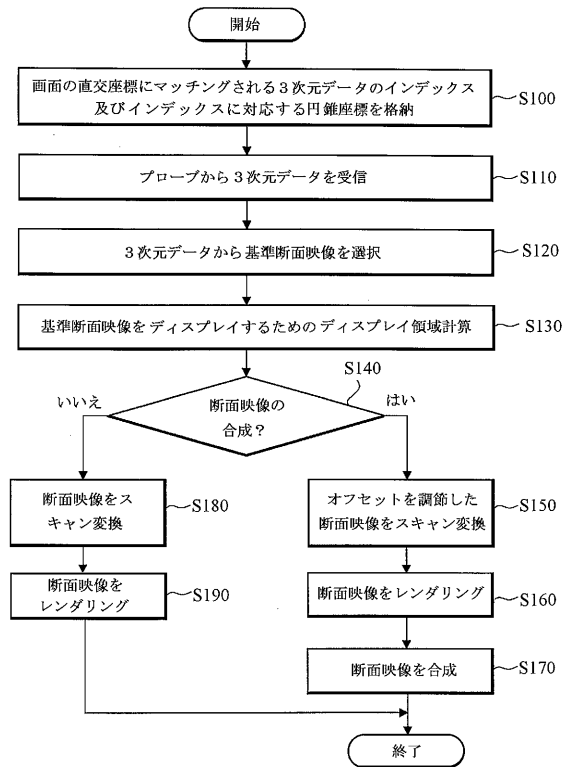 開始
画面の直交座標にマッチングされる3次元データのインデックス
及びインデックスに対応する円錐座標を格納
S100
プローブから3次元データを受信
S110
3次元データから基準断面映像を選択
S120
基準断面映像をディスプレイするためのディスプレイ領域計算
S130
S140
断面映像の
合成?
いいえ
はい
断面映像をス
キャン変換
S180
オフセットを調節した
断面映像をスキャン変換
S150
断面映像を
レンダリング
S190
断面映像をレンダリング
S160
断面映像を合成
S170
終了